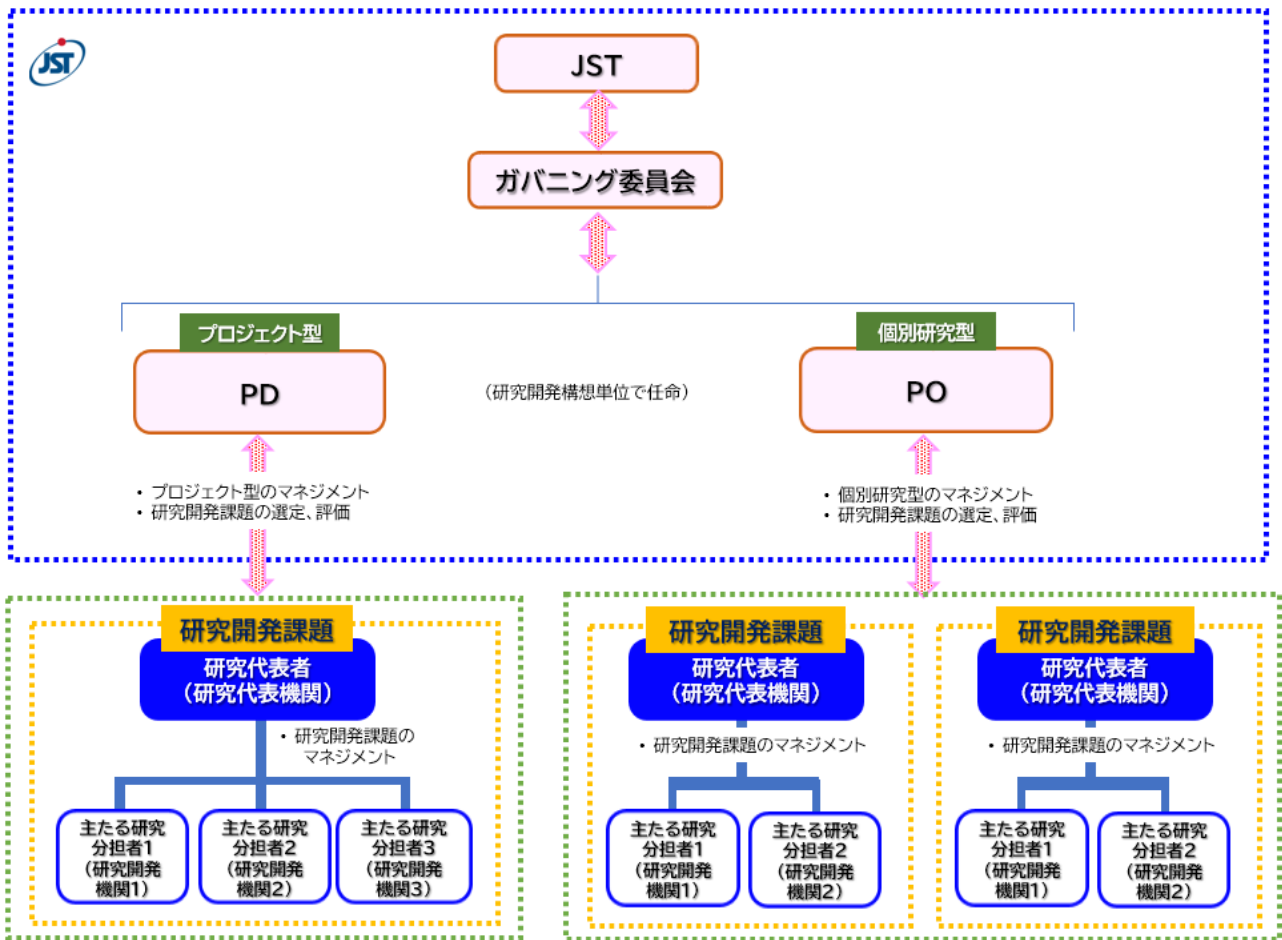 JST
JST
ガバニング委員会
プロジェクト型
PD
(研究開発構想単位で任命)
個別研究型
PO
・ プロジェクト型のマネジメント
・ 研究開発課題の選定、評価
・ 個別研究型のマネジメント
・ 研究開発課題の選定、評価
研究開発課題
研究代表者
(研究代表機関)
・ 研究開発課題の
マネジメント
主たる研究
分担者1
(研究開発
機関1)
主たる研究
分担者2
(研究開発
機関2)
主たる研究
分担者3
(研究開発
機関3)
研究開発課題
研究代表者
(研究代表機関)
・ 研究開発課題のマネジメント
主たる研究
分担者1
(研究開発
機関1)
主たる研究
分担者2
(研究開発
機関2)
研究開発課題
研究代表者
(研究代表機関)
・ 研究開発課題のマネジメント
主たる研究
分担者1
(研究開発
機関1)
主たる研究
分担者2
(研究開発
機関2)